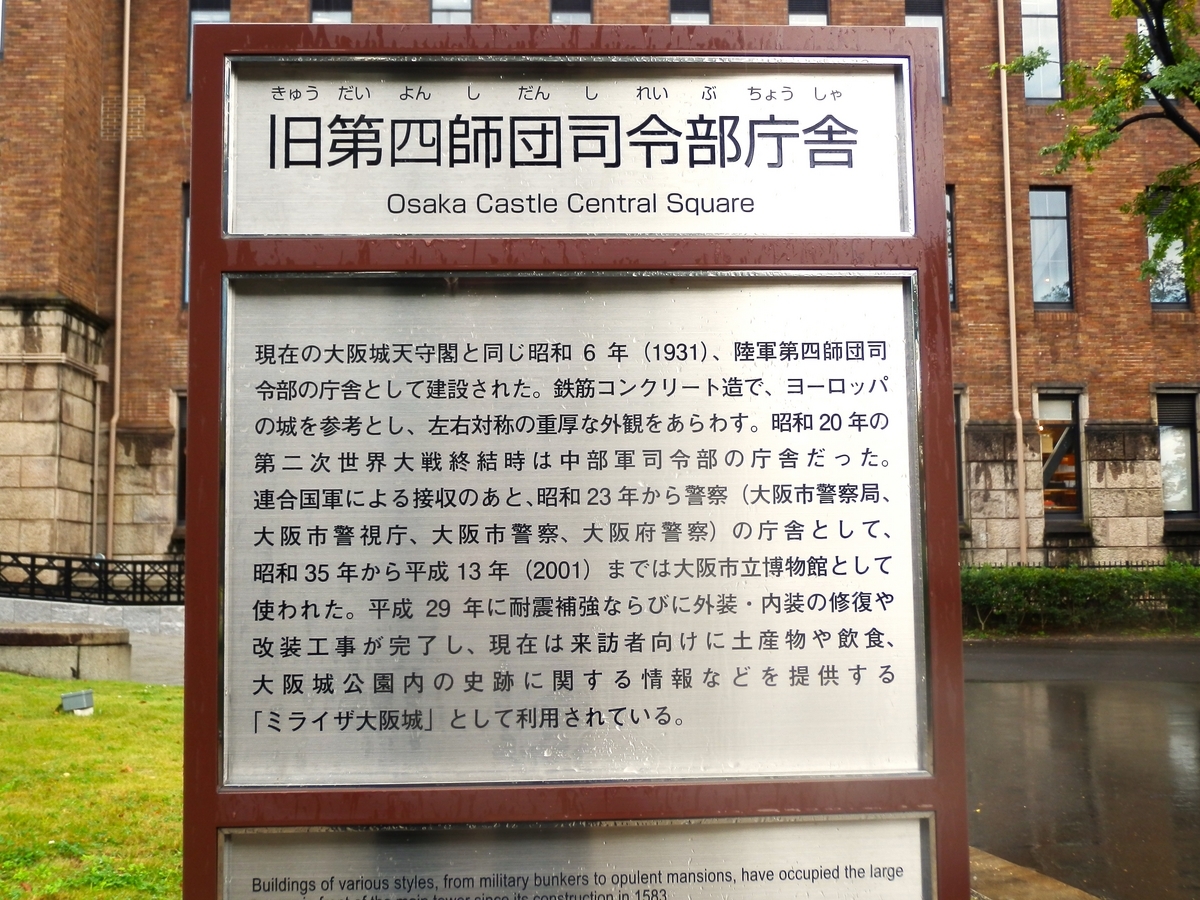 きゅう だい よん し だん し れい ぶ ちょう しゃ
旧第四師団司令部庁舎
Osaka Castle Central Square
現在の大阪城天守閣と同じ昭和 6 年（1931）、陸軍第四師団司
令部の庁舎として建設された。鉄筋コンクリート造で、ヨーロッパ
の城を参考とし、左右対称の重厚な外観をあらわす。昭和 20 年の
第二次世界大戦終結時は中部軍司令部の庁舎だった。
連合国軍による接収のあと、昭和 23 年から警察（大阪市警察局、
大阪市警視庁、大阪市警察、大阪府警察）の庁舎として、
昭和 35 年から平成 13 年（2001）までは大阪市立博物館として
使われた。平成 29 年に耐震補強ならびに外装・内装の修復や
改装工事が完了し、現在は来訪者向けに土産物や飲食、
大阪城公園内の史跡に関する情報などを提供する
「ミライザ大阪城」として利用されている。
Buildings of various styles, from military bunkers to opulent mansions, have occupied the large
in front of the main tower since its construction in 1583